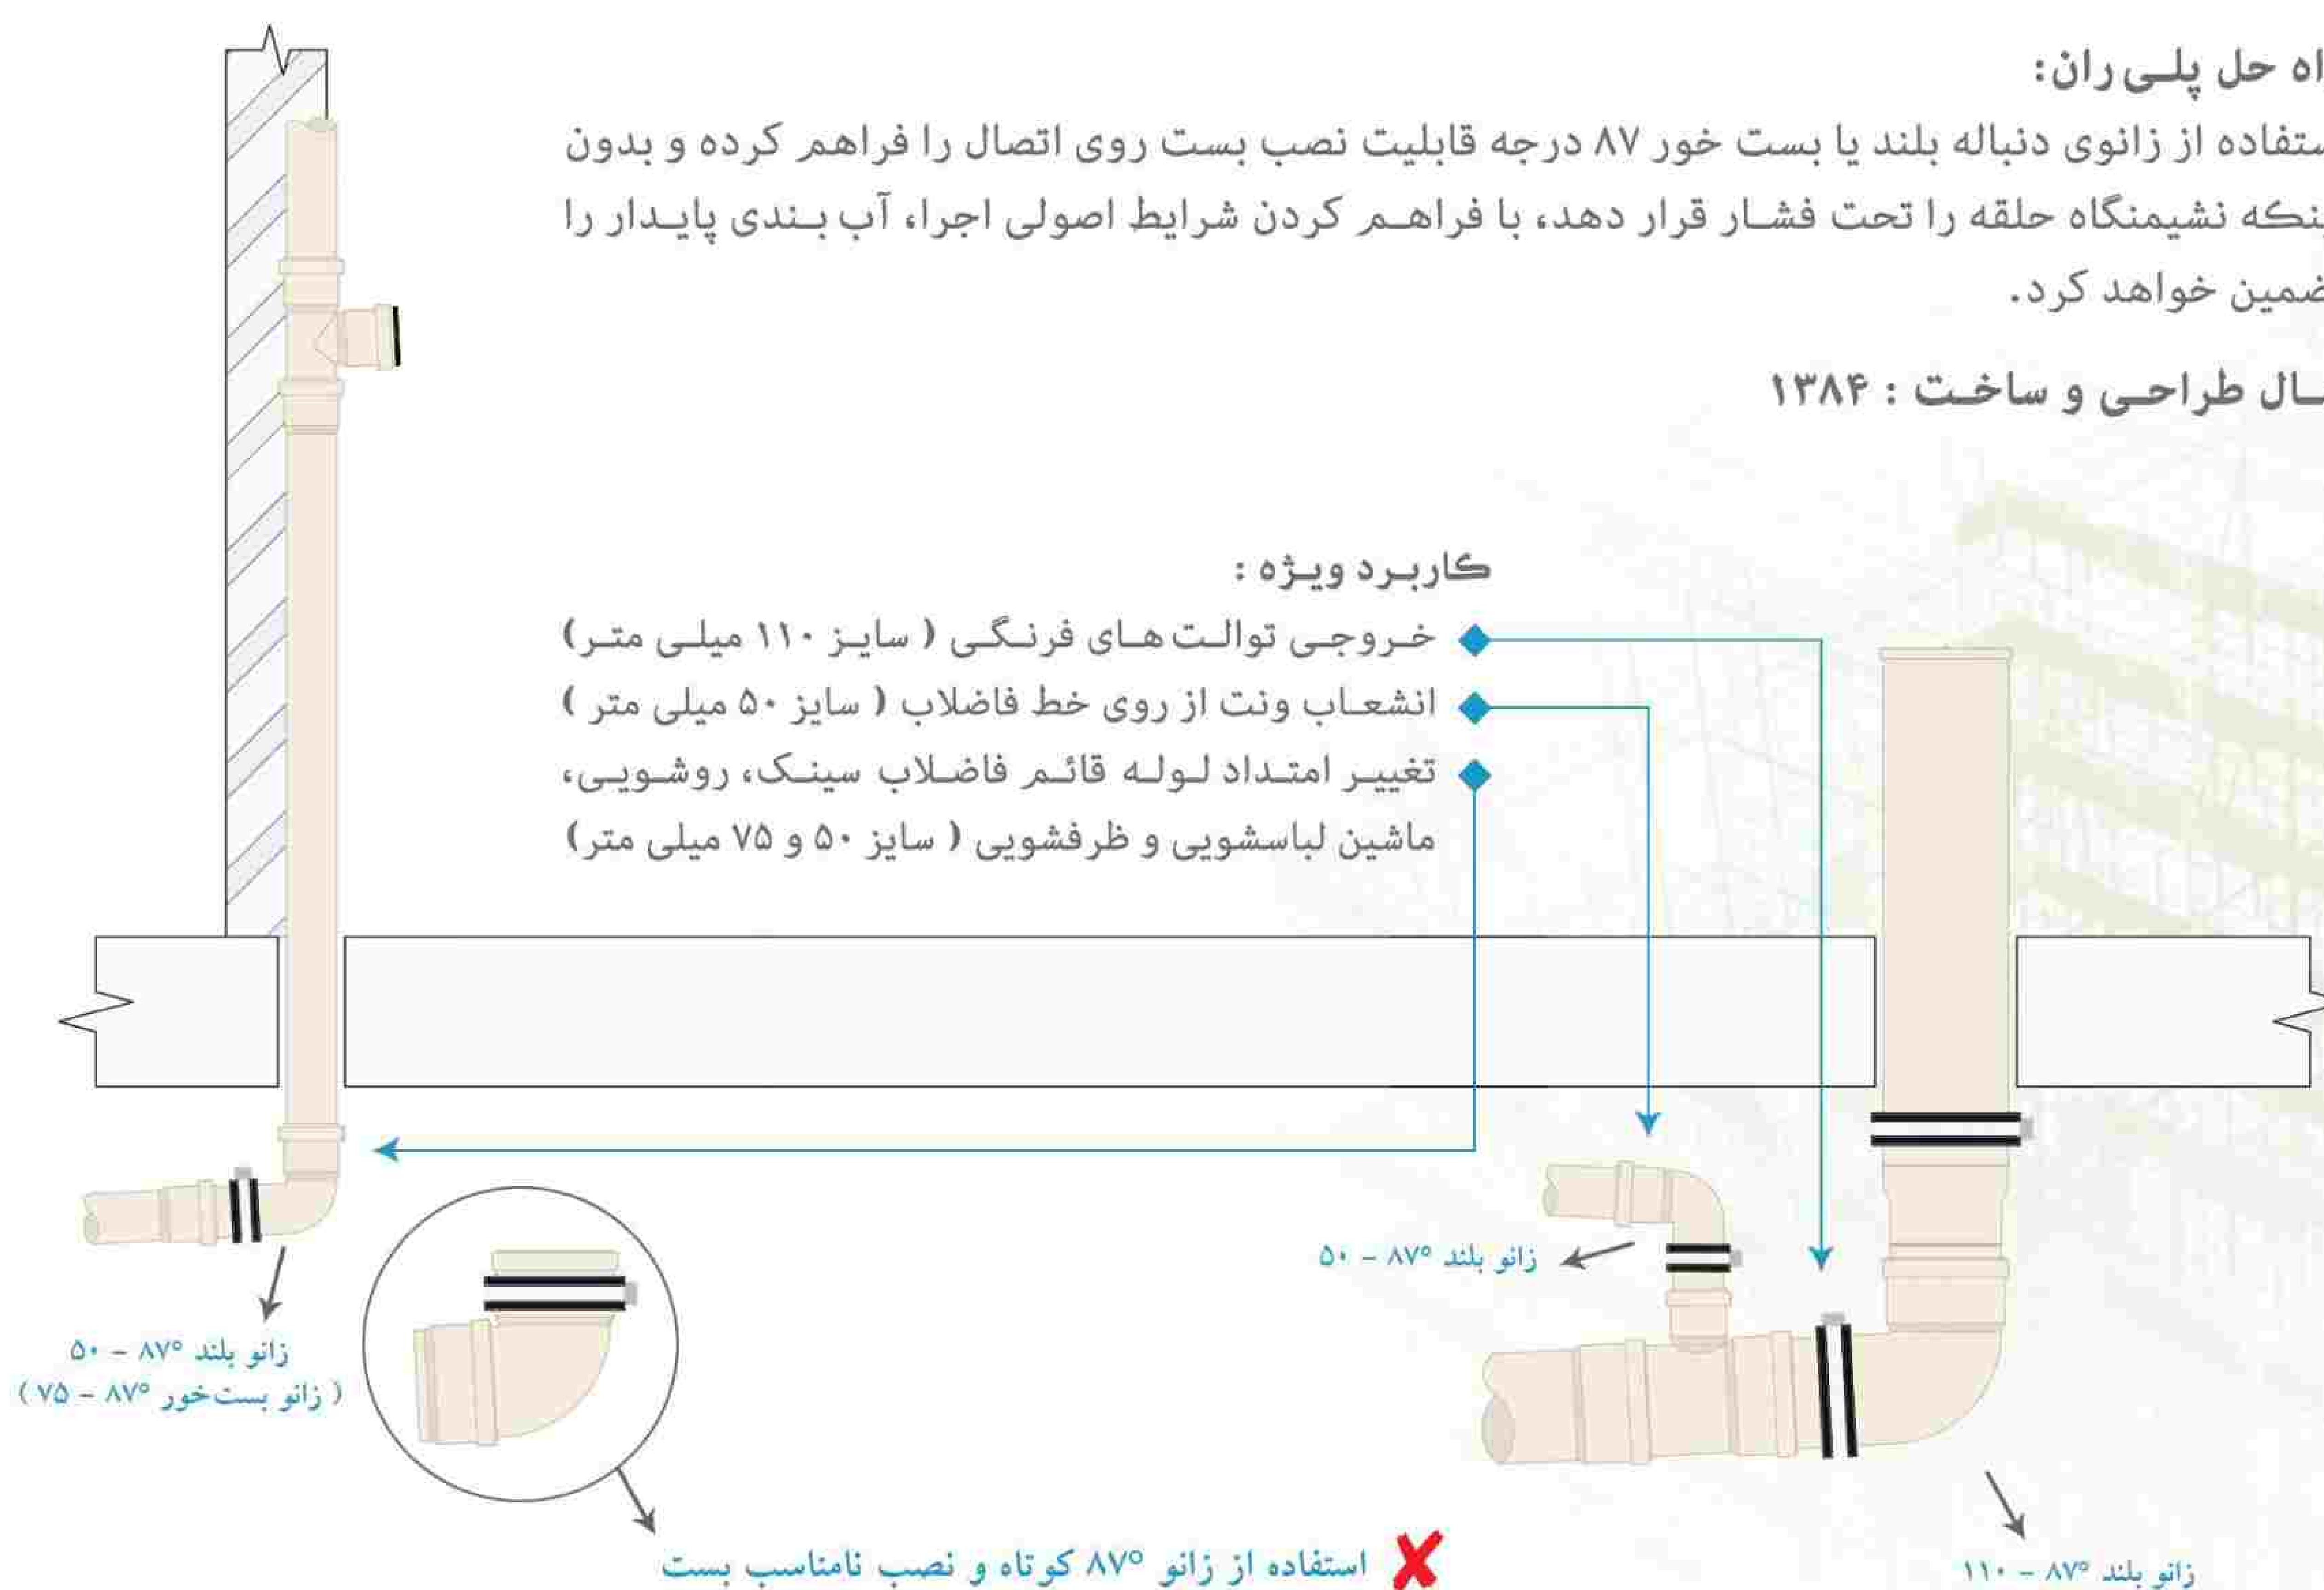 اه حل پلی ران:
ستفاده از زانوی دنباله بلند یا بست خور ۸۷ درجه قابلیت نصب بست روی اتصال را فراهم کرده و بدون
ینکه نشیمنگاه حلقه را تحت فشار قرار دهد، با فراهم کردن شرایط اصولی اجرا، آب بندی پایدار را
ضمین خواهد کرد.
ـال طراحی و ساخت : ۱۳۸۴
کاربرد ویژه :
خروجی توالت های فرنگی ( سایز ۱۱۰ میلی متر)
انشعاب ونت از روی خط فاضلاب ( سایز ۵۰ میلی متر )
تغییر امتداد لوله قائم فاضلاب سینک، روشویی،
ماشین لباسشویی و ظرفشویی ( سایز ۵۰ و ۷۵ میلی متر)
زانو بلند ۸۷° – ۵۰
زانو بلند ۸۷° – ۵۰
( زانو بست‌خور ۸۷° – ۷۵ )
استفاده از زانو ۸۷° کوتاه و نصب نامناسب بست
زانو بلند ۸۷° – ۱۱۰